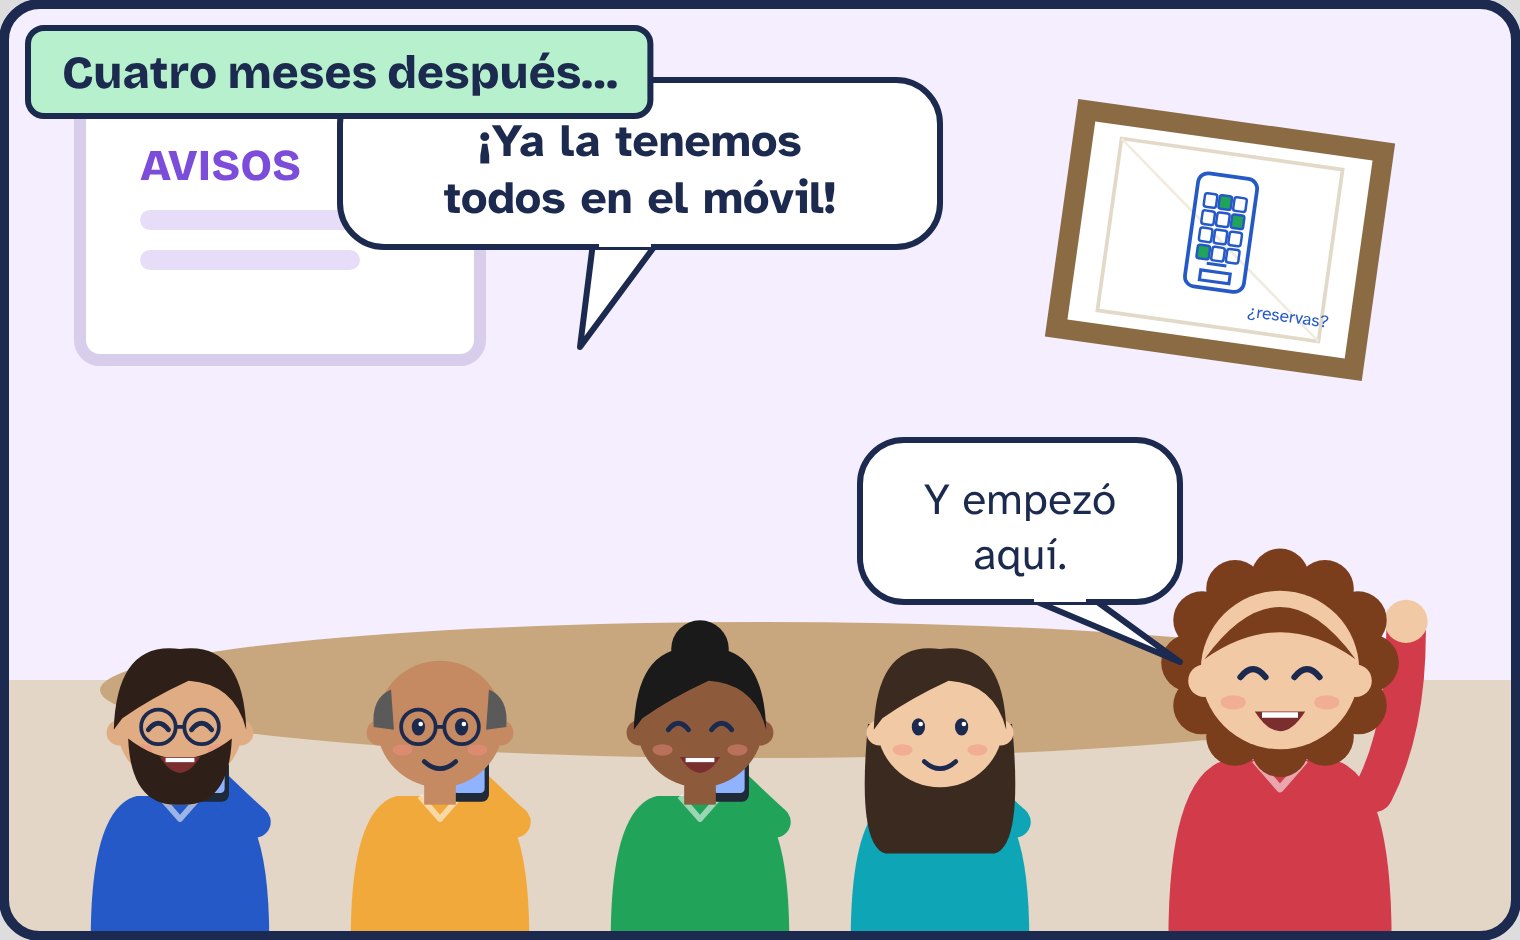 Cuatro meses después...
AVISOS
¡Ya la tenemos
todos en el móvil!
¿reservas?
Y empezó
aquí.